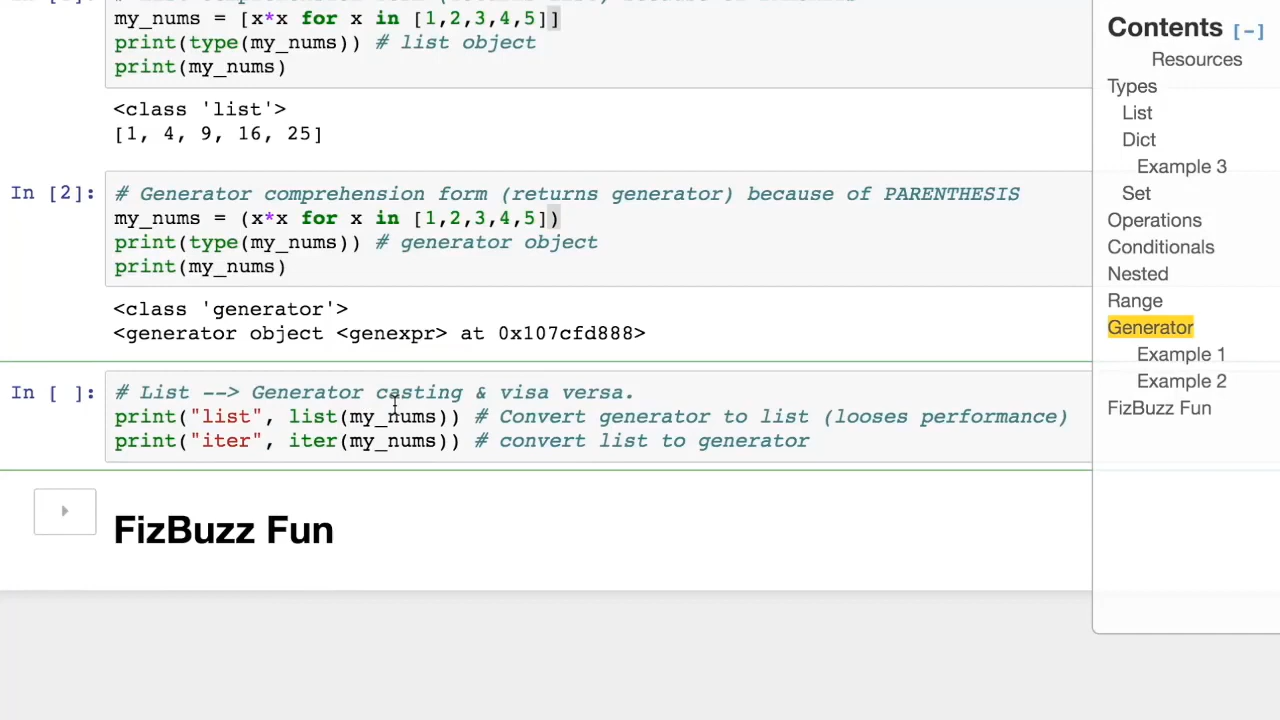 my_nums = [x*x for x in [1,2,3,4,5]]
print(type(my_nums)) # list object
print(my_nums)
<class 'list'>
[1, 4, 9, 16, 25]
In [2]:
# Generator comprehension form (returns generator) because of PARENTHESIS
my_nums = (x*x for x in [1,2,3,4,5])
print(type(my_nums)) # generator object
print(my_nums)
<class 'generator'>
<generator object <genexpr> at 0x107cfd888>
In [ ]:
# List --> Generator casting & visa versa.
print("list", list(my_nums)) # Convert generator to list (looses performance)
print("iter", iter(my_nums)) # convert list to generator
FizBuzz Fun
Contents [-]
Resources
Types
List
Dict
Example 3
Set
Operations
Conditionals
Nested
Range
Generator
Example 1
Example 2
FizBuzz Fun